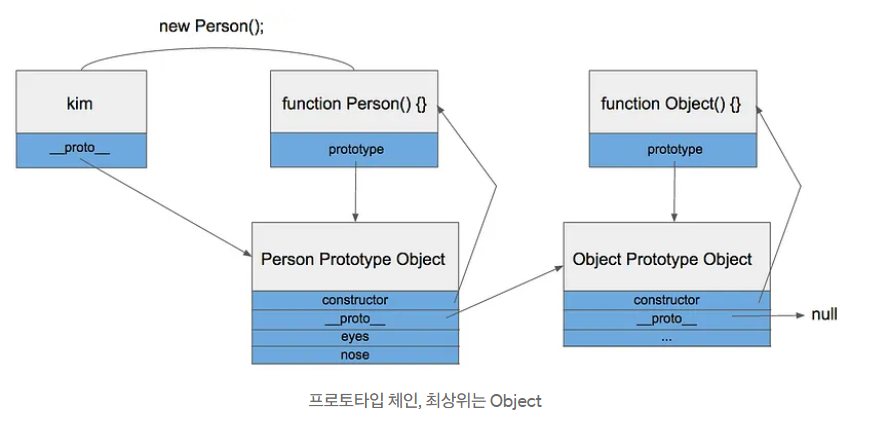 new Person();
kim
function Person() {}
function Object() {}
__proto__
prototype
prototype
Person Prototype Object
Object Prototype Object
constructor
__proto__
eyes
nose
constructor
__proto__
...
null
프로토타입 체인, 최상위는 Object